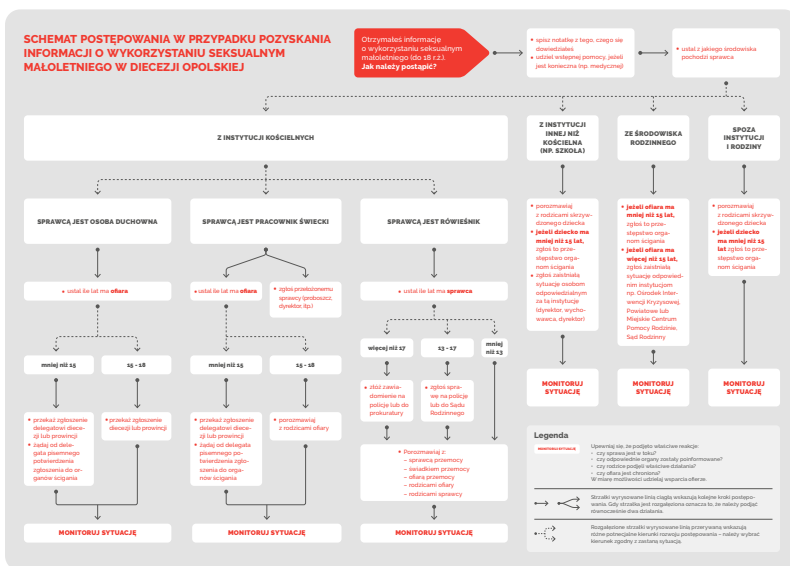 SCHEMAT POSTĘPOWANIA W PRZYPADKU POZYSKANIA
INFORMACJI O WYKORZYSTANIU SEKSUALNYM
MAŁOLETNIEGO W DIECEZJI OPOLSKIEJ
Otrzymałeś informację
o wykorzystaniu seksualnym
małoletniego (do 18 r.ż.).
Jak należy postąpić?
spisz notatkę z tego, czego się
dowiedziałeś
udziel wstępnej pomocy, jeżeli
jest konieczna (np. medycznej)
ustal z jakiego środowiska
pochodzi sprawca
Z INSTYTUCJI KOŚCIELNYCH
Z INSTYTUCJI
INNEJ NIŻ
KOŚCIELNA
(NP. SZKOŁA)
ZE ŚRODOWISKA
RODZINNEGO
SPOZA
INSTYTUCJI
I RODZINY
SPRAWCĄ JEST OSOBA DUCHOWNA
SPRAWCĄ JEST PRACOWNIK ŚWIECKI
SPRAWCĄ JEST RÓWIEŚNIK
porozmawiaj
z rodzicami skrzyw-
dzonego dziecka
jeżeli dziecko ma
mniej niż 15 lat,
zgłoś to prze-
stępstwo orga-
nom ścigania
zgłoś zaistniałą
sytuację osobom
odpowiedzialnym
za tą instytucję
(dyrektor, wycho-
wawca, dyrektor)
jeżeli ofiara ma
mniej niż 15 lat,
zgłoś to prze-
stępstwo orga-
nom ścigania
jeżeli ofiara ma
więcej niż 15 lat,
zgłoś zaistniałą
sytuację odpowied-
nim instytucjom
np. Ośrodek Inter-
wencji Kryzysowej,
Powiatowe lub
Miejskie Centrum
Pomocy Rodzinie,
Sąd Rodzinny
porozmawiaj
z rodzicami skrzyw-
dzonego dziecka
jeżeli dziecko
ma mniej niż 15
lat zgłoś to prze-
stępstwo orga-
nom ścigania
ustal ile lat ma ofiara
ustal ile lat ma ofiara
zgłoś przełożonemu
sprawcy (proboszcz,
dyrektor, itp.)
ustal ile lat ma sprawca
mniej niż 15
15 - 18
mniej niż 15
15 - 18
więcej niż 17
13 - 17
mniej
niż 13
MONITORUJ
SYTUACJĘ
MONITORUJ
SYTUACJĘ
MONITORUJ
SYTUACJĘ
przekaż zgłoszenie
delegatowi diece-
zji lub prowincji
żądaj od dele-
gata pisemnego
potwierdzenia
zgłoszenia do or-
ganów ścigania
przekaż zgłoszenie
diecezji lub prowincji
przekaż zgłoszenie
delegatowi diece-
zji lub prowincji
żądaj od delegata
pisemnego po-
twierdzenia zgło-
szenia do orga-
nów ścigania
porozmawiaj
z rodzicami ofiary
złóż zawia-
domienie na
policję lub do
prokuratury
zgłoś spra-
wę na policję
lub do Sądu
Rodzinnego
Porozmawiaj z:
– sprawcą przemocy
– świadkiem przemocy
– ofiarą przemocy
– rodzicami ofiary
– rodzicami sprawcy
MONITORUJ SYTUACJĘ
MONITORUJ SYTUACJĘ
MONITORUJ SYTUACJĘ
Legenda
MONITORUJ SYTUACJĘ
Upewnij się, że podjęto właściwe reakcje:
- czy sprawa jest w toku?
- czy odpowiednie organy zostały poinformowane?
- czy rodzice podjęli właściwe działania?
- czy ofiara jest chroniona?
W miarę możliwości udzielaj wsparcia ofierze.
Strzałki wyrysowane linią ciągłą wskazują kolejne kroki postępo-
wania. Gdy strzałka jest rozgałęziona oznacza to, że należy podjąć
równocześnie dwa działania.
Rozgałęzione strzałki wyrysowane linią przerywaną wskazują
różne potencjalne kierunki rozwoju postępowania – należy wybrać
kierunek zgodny z zastaną sytuacją.